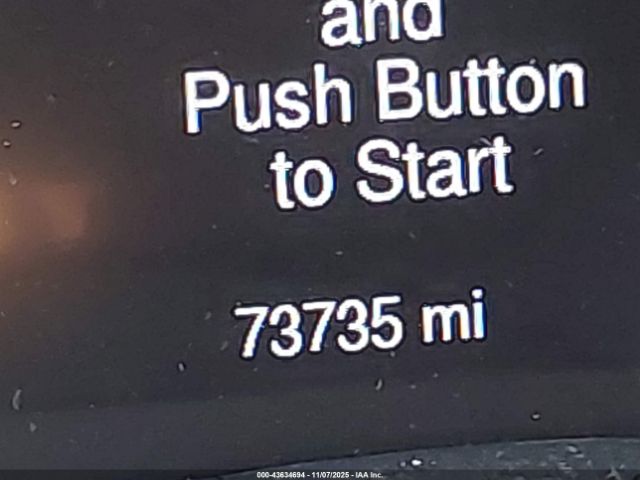 and
Push Button
to Start
73735 mi
000-43634694 - 11/07/2025 - IAA Inc.